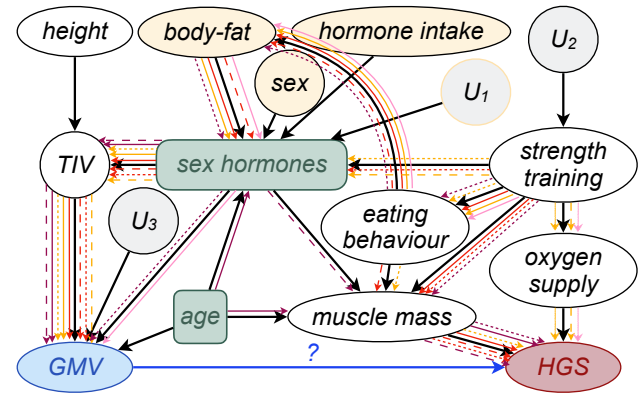 height
body-fat
hormone intake
U2
sex
U1
TIV
sex hormones
strength
training
U3
eating
behaviour
oxygen
supply
age
muscle mass
GMV
?
HGS